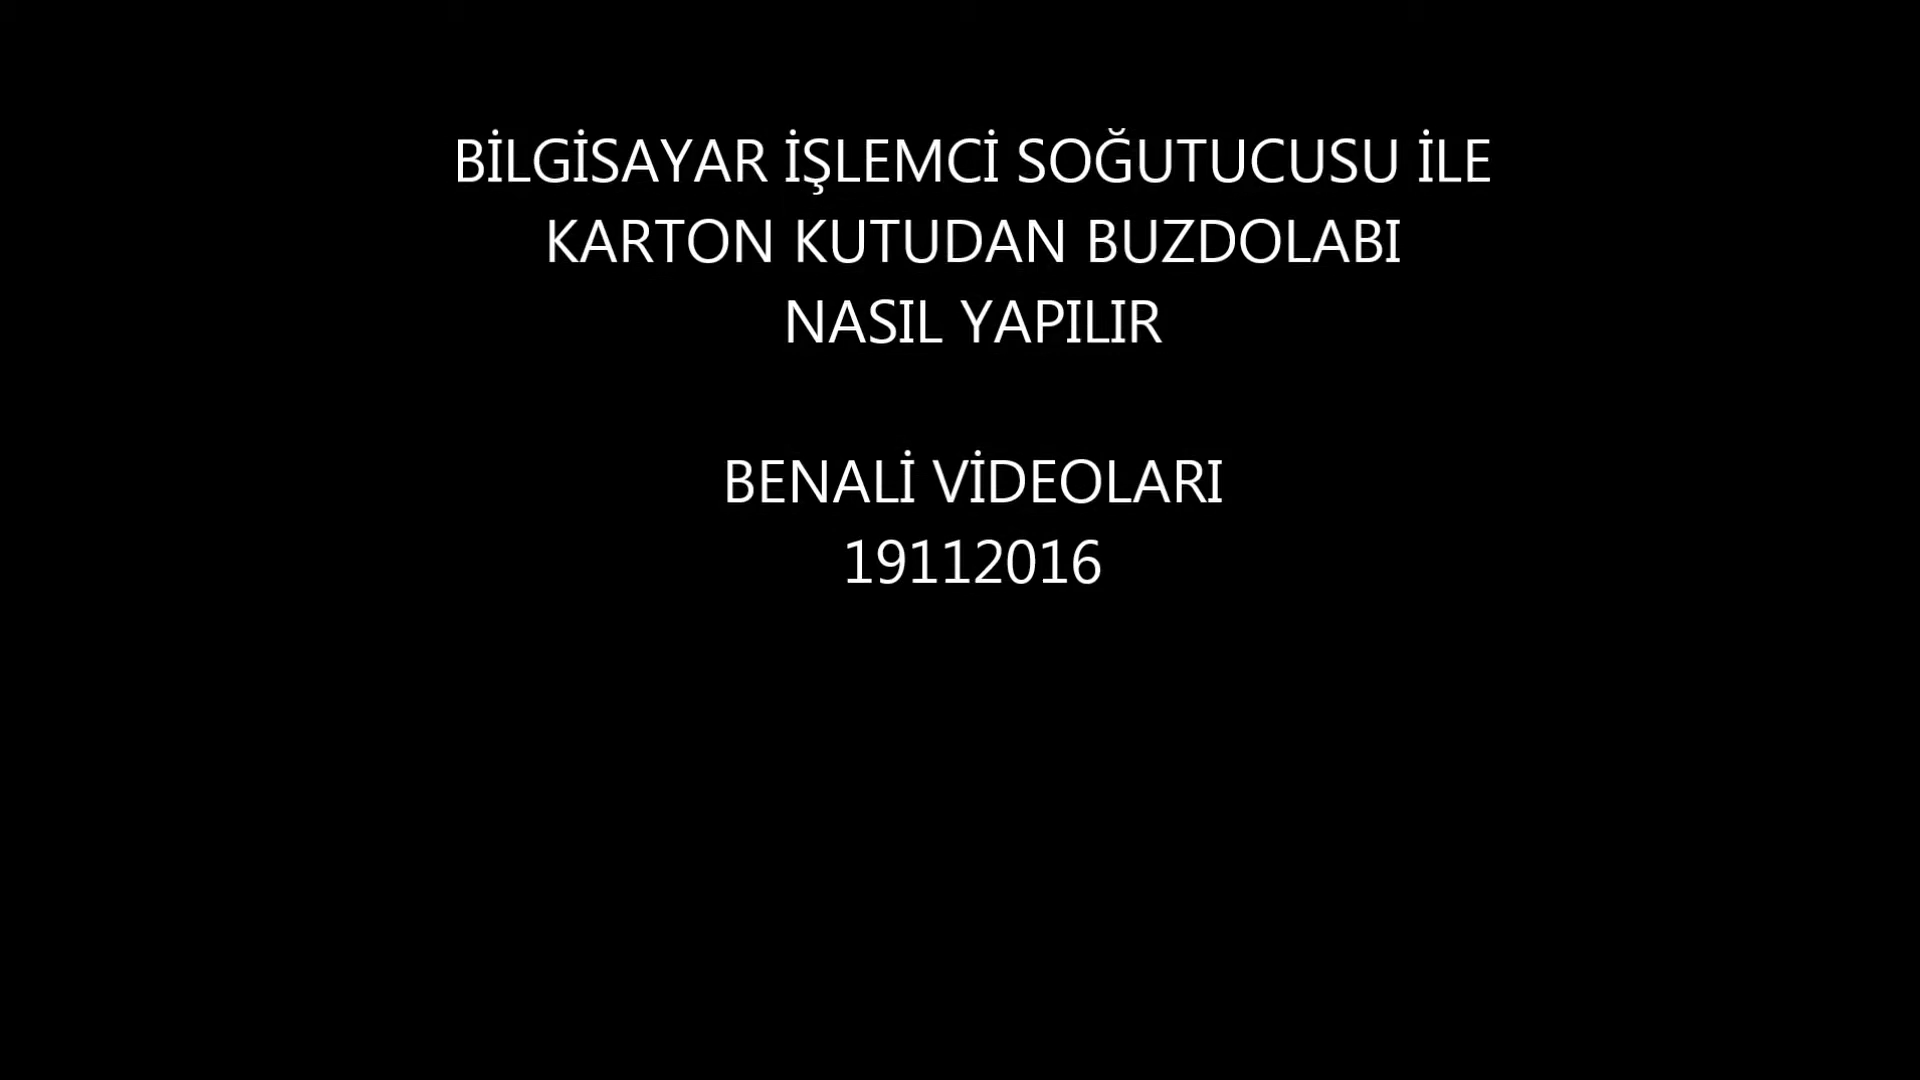 BİLGİSAYAR İŞLEMCİ SOĞUTUCUSU İLE
KARTON KUTUDAN BUZDOLABI
NASIL YAPILIR
BENALİ VİDEOLARI
19112016